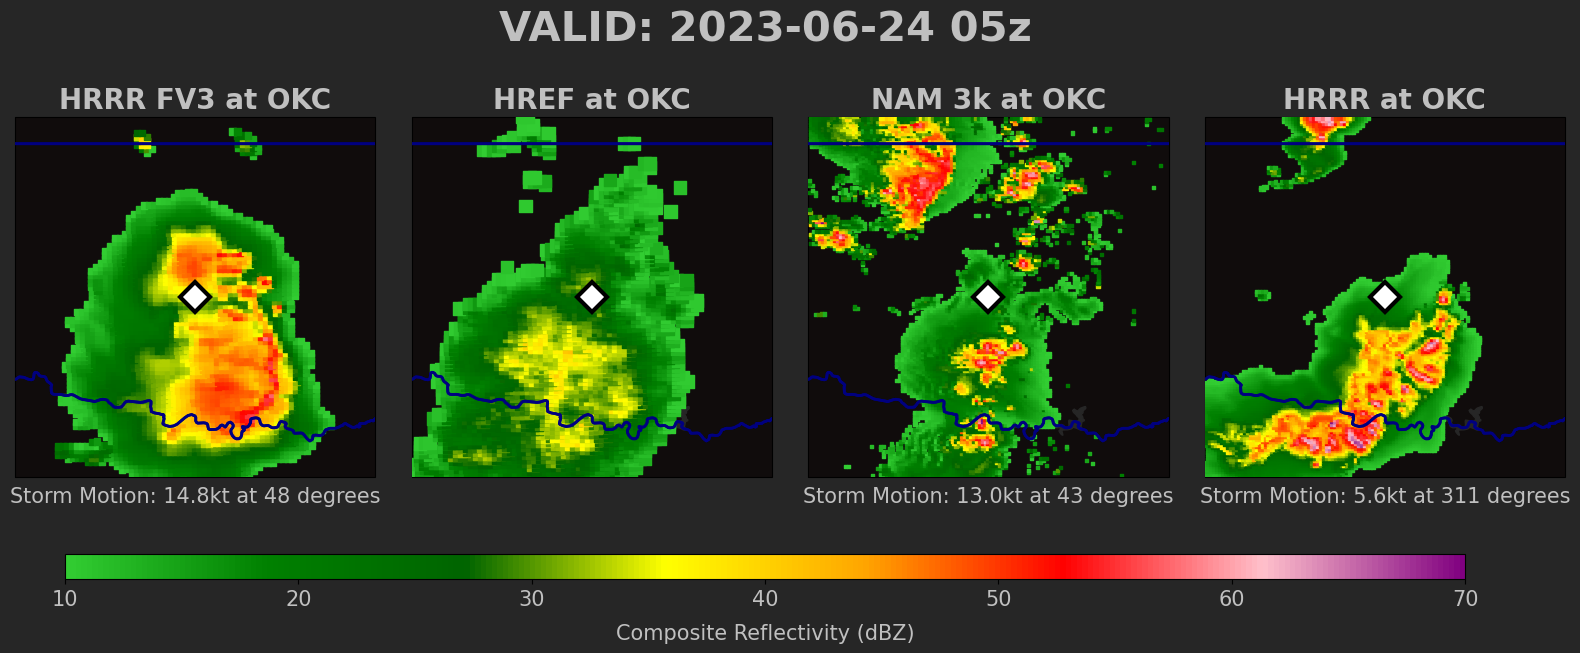 VALID: 2023-06-24 05z
HRRR FV3 at OKC
HREF at OKC
NAM 3k at OKC
HRRR at OKC
Storm Motion: 14.8kt at 48 degrees
Storm Motion: 13.0kt at 43 degrees
Storm Motion: 5.6kt at 311 degrees
10 20 30 40 50 60 70
Composite Reflectivity (dBZ)